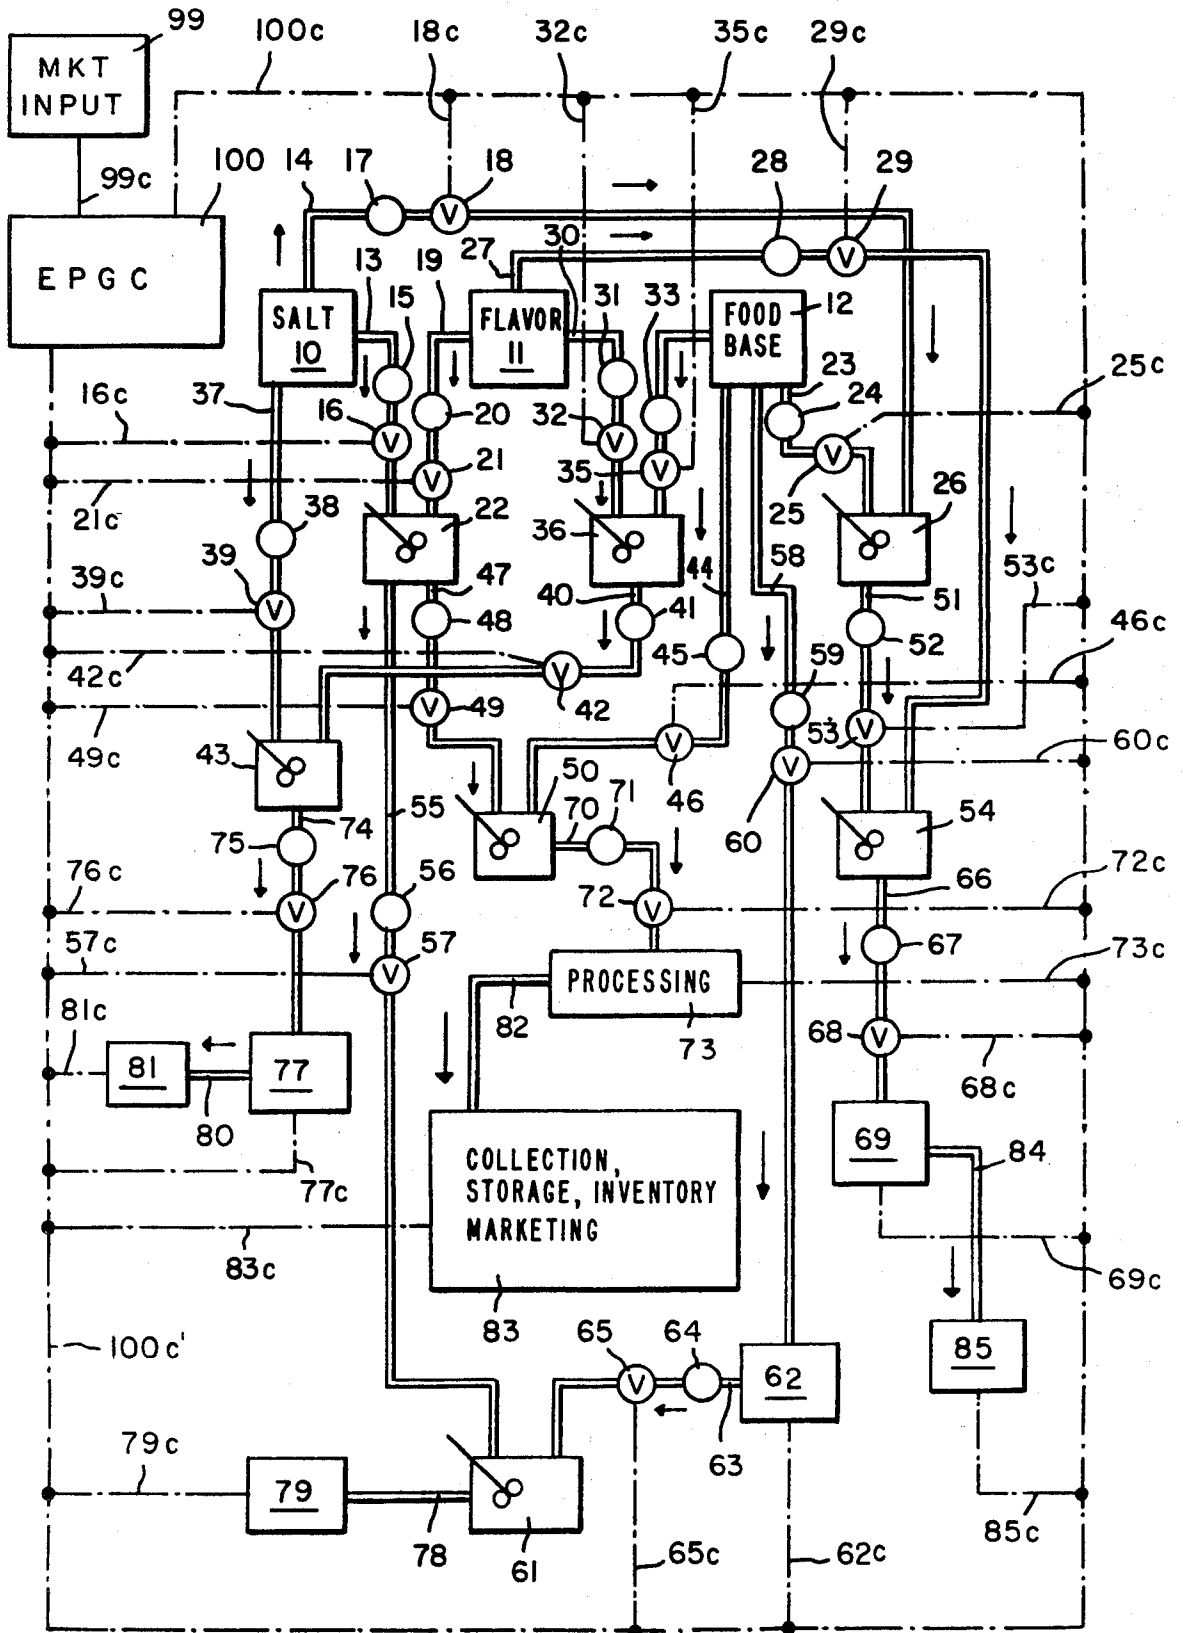 99
100c
18c
32c
35c
29c
MKT
INPUT
99c
100
14
17
18
28
29
EPGC
13
15
19
27
30
31
33
12
SALT
10
FLAVOR
11
FOOD
BASE
23
24
25c
37
16c
16
20
32
35
V
V
V
V
V
V
V
21
25
26
21c
38
22
36
39
39c
V
47
40
44
58
51
53c
48
41
45
59
52
46c
42c
V
42
49c
V
49
V
46
53
V
60c
43
50
V
60
54
74
55
70
71
75
76c
76
V
56
72
V
66
72c
57c
57
V
67
73c
PROCESSING
82
73
81c
68
V
68c
81
77
80
69
84
77c
COLLECTION,
STORAGE, INVENTORY
MARKETING
83c
83
69c
100c'
65
64
V
62
85
63
79c
79
78
61
65c
62c
85c